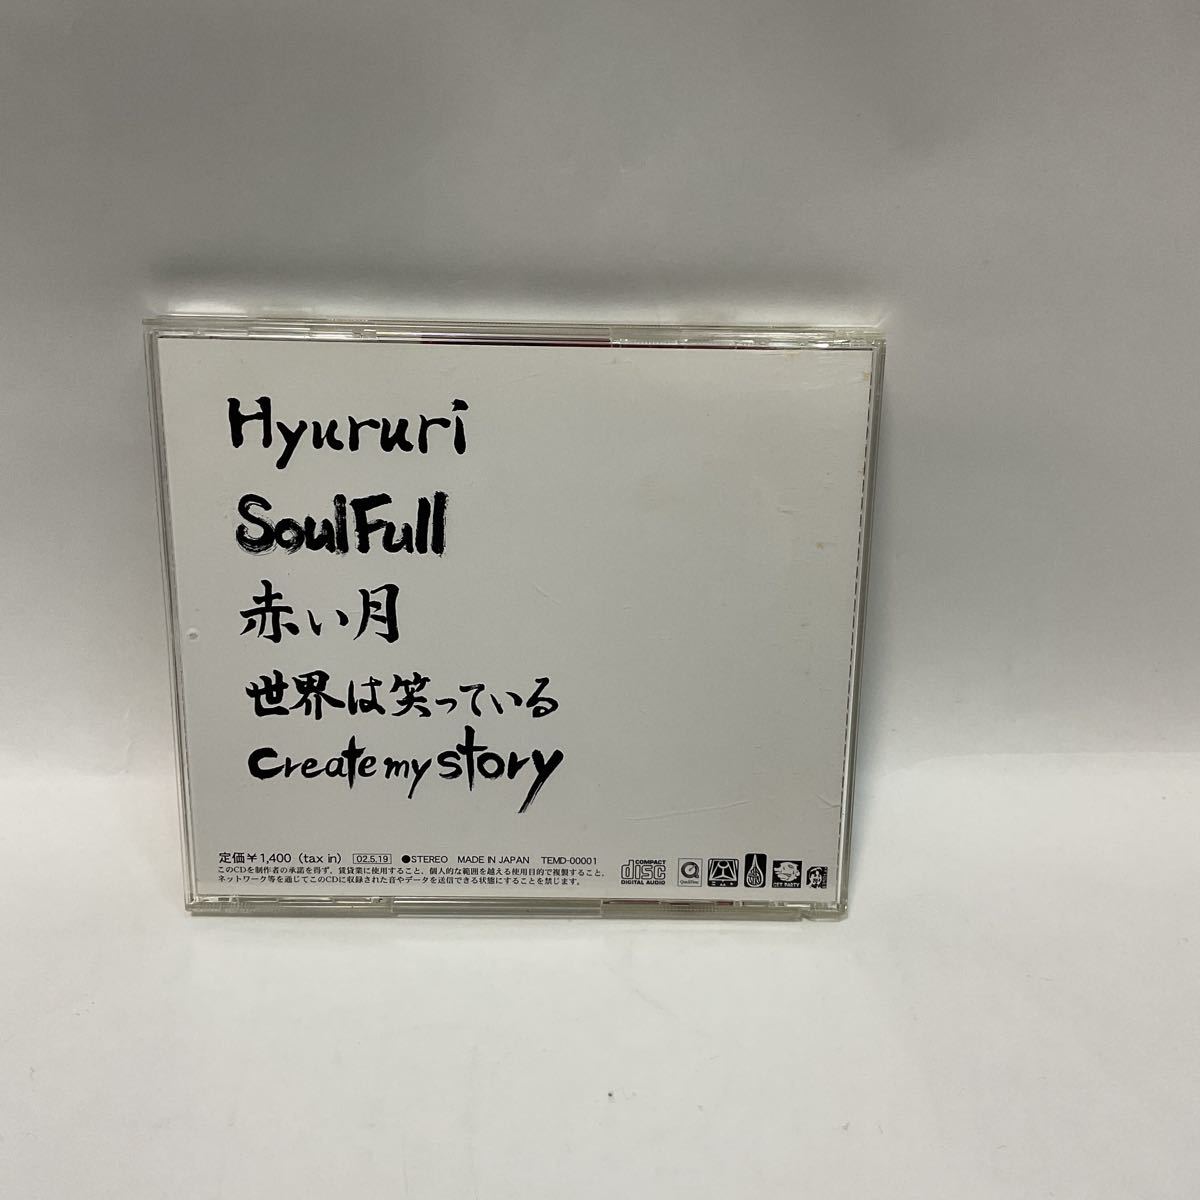 Hyururi
SoulFull
赤い月
世界は笑っている
Create my story
定価¥1,400（tax in） 02.5.19 ●STEREO MADE IN JAPAN TEMD-00001
このCDを制作者の承諾を得ず、賃貸業に使用すること、個人的な範囲を越える使用目的で複製すること、
ネットワーク等を通じてこのCDに収録された音やデータを送信できる状態にすることを禁じます。
COMPACT
disc
DIGITAL AUDIO
QuickTime
GET PARTY